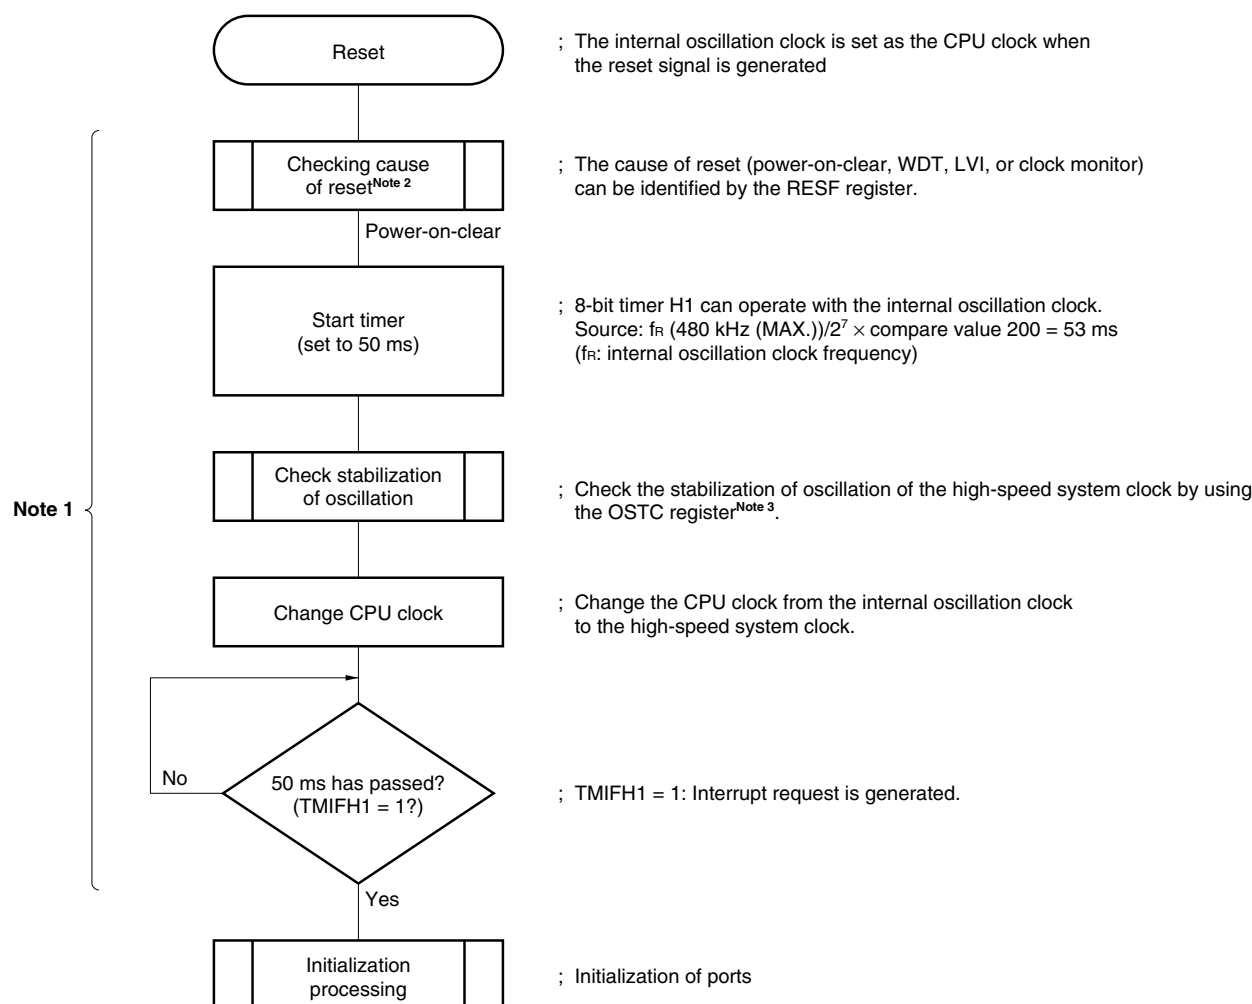 Reset
; The internal oscillation clock is set as the CPU clock when
the reset signal is generated
Checking cause
of resetNote 2
; The cause of reset (power-on-clear, WDT, LVI, or clock monitor)
can be identified by the RESF register.
Power-on-clear
Start timer
(set to 50 ms)
; 8-bit timer H1 can operate with the internal oscillation clock.
Source: fR (480 kHz (MAX.))/2⁷ × compare value 200 = 53 ms
(fR: internal oscillation clock frequency)
Note 1
Check stabilization
of oscillation
; Check the stabilization of oscillation of the high-speed system clock by using
the OSTC registerNote 3.
Change CPU clock
; Change the CPU clock from the internal oscillation clock
to the high-speed system clock.
No
50 ms has passed?
(TMIFH1 = 1?)
; TMIFH1 = 1: Interrupt request is generated.
Yes
Initialization
processing
; Initialization of ports